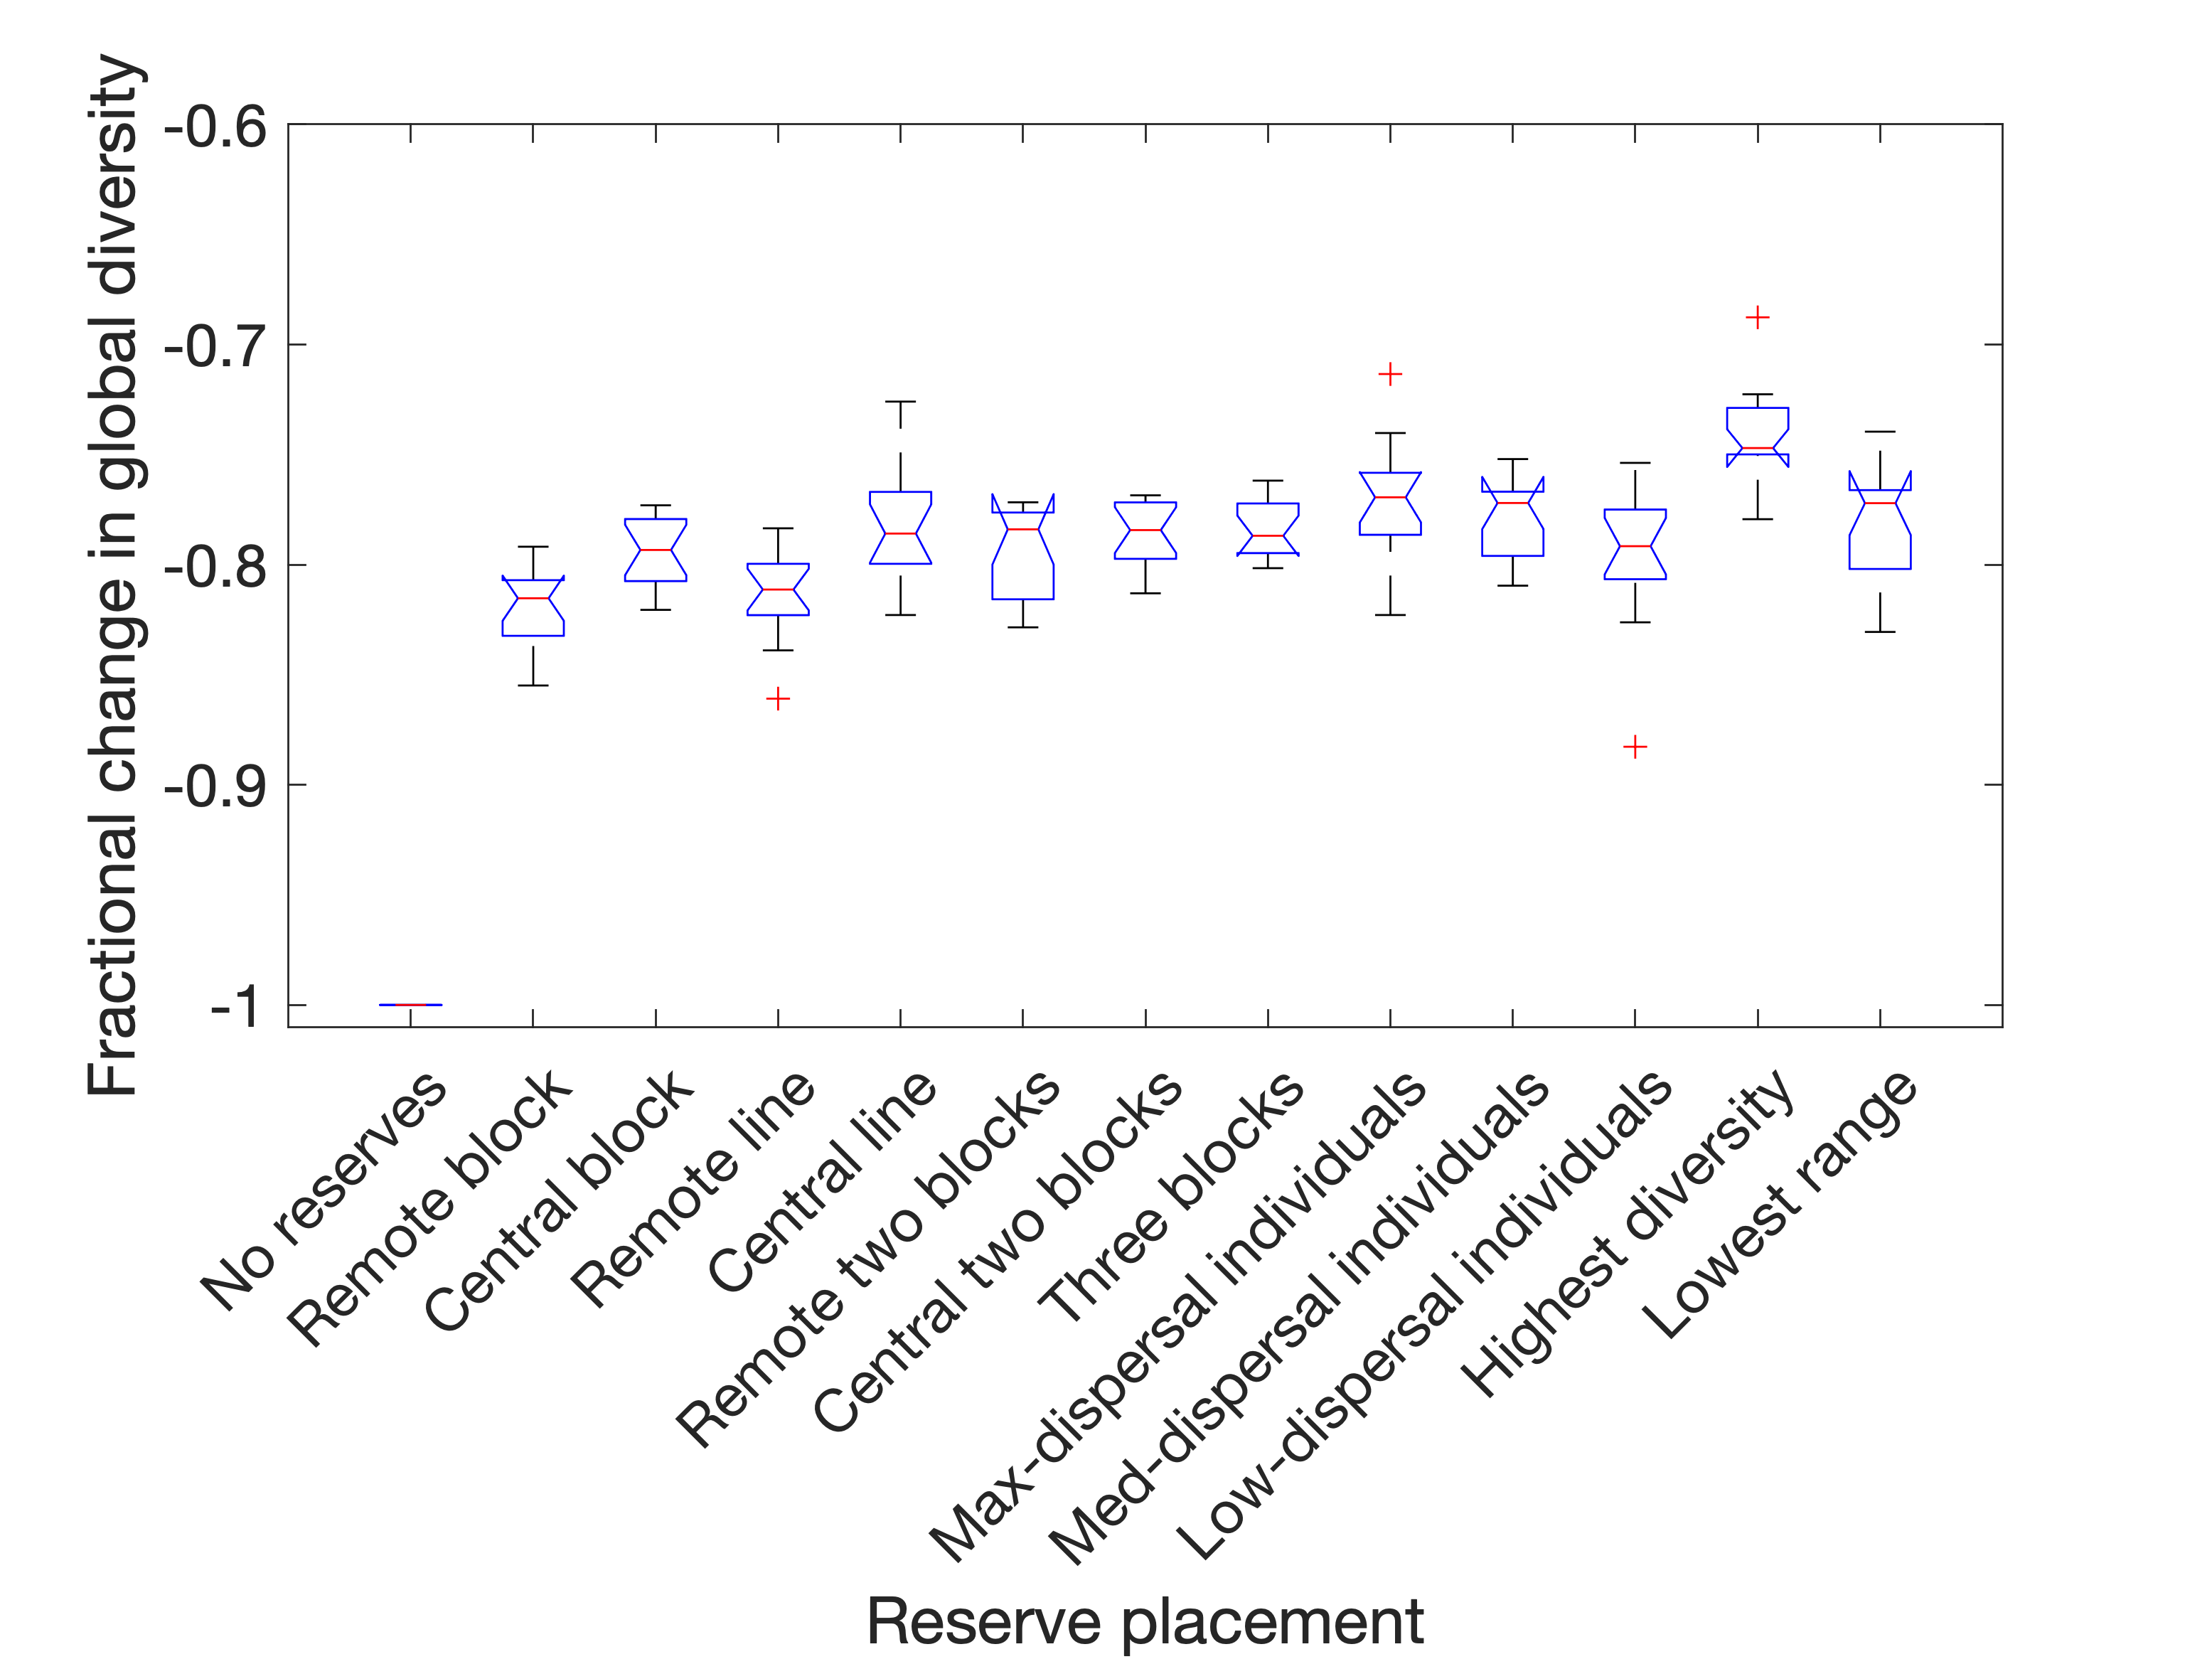 Fractional change in global diversity
-0.6
-0.7
-0.8
-0.9
-1
No reserves
Remote block
Central block
Remote line
Central line
Remote two blocks
Central two blocks
Three blocks
Max-dispersal individuals
Med-dispersal individuals
Low-dispersal individuals
Highest diversity
Lowest range
Reserve placement